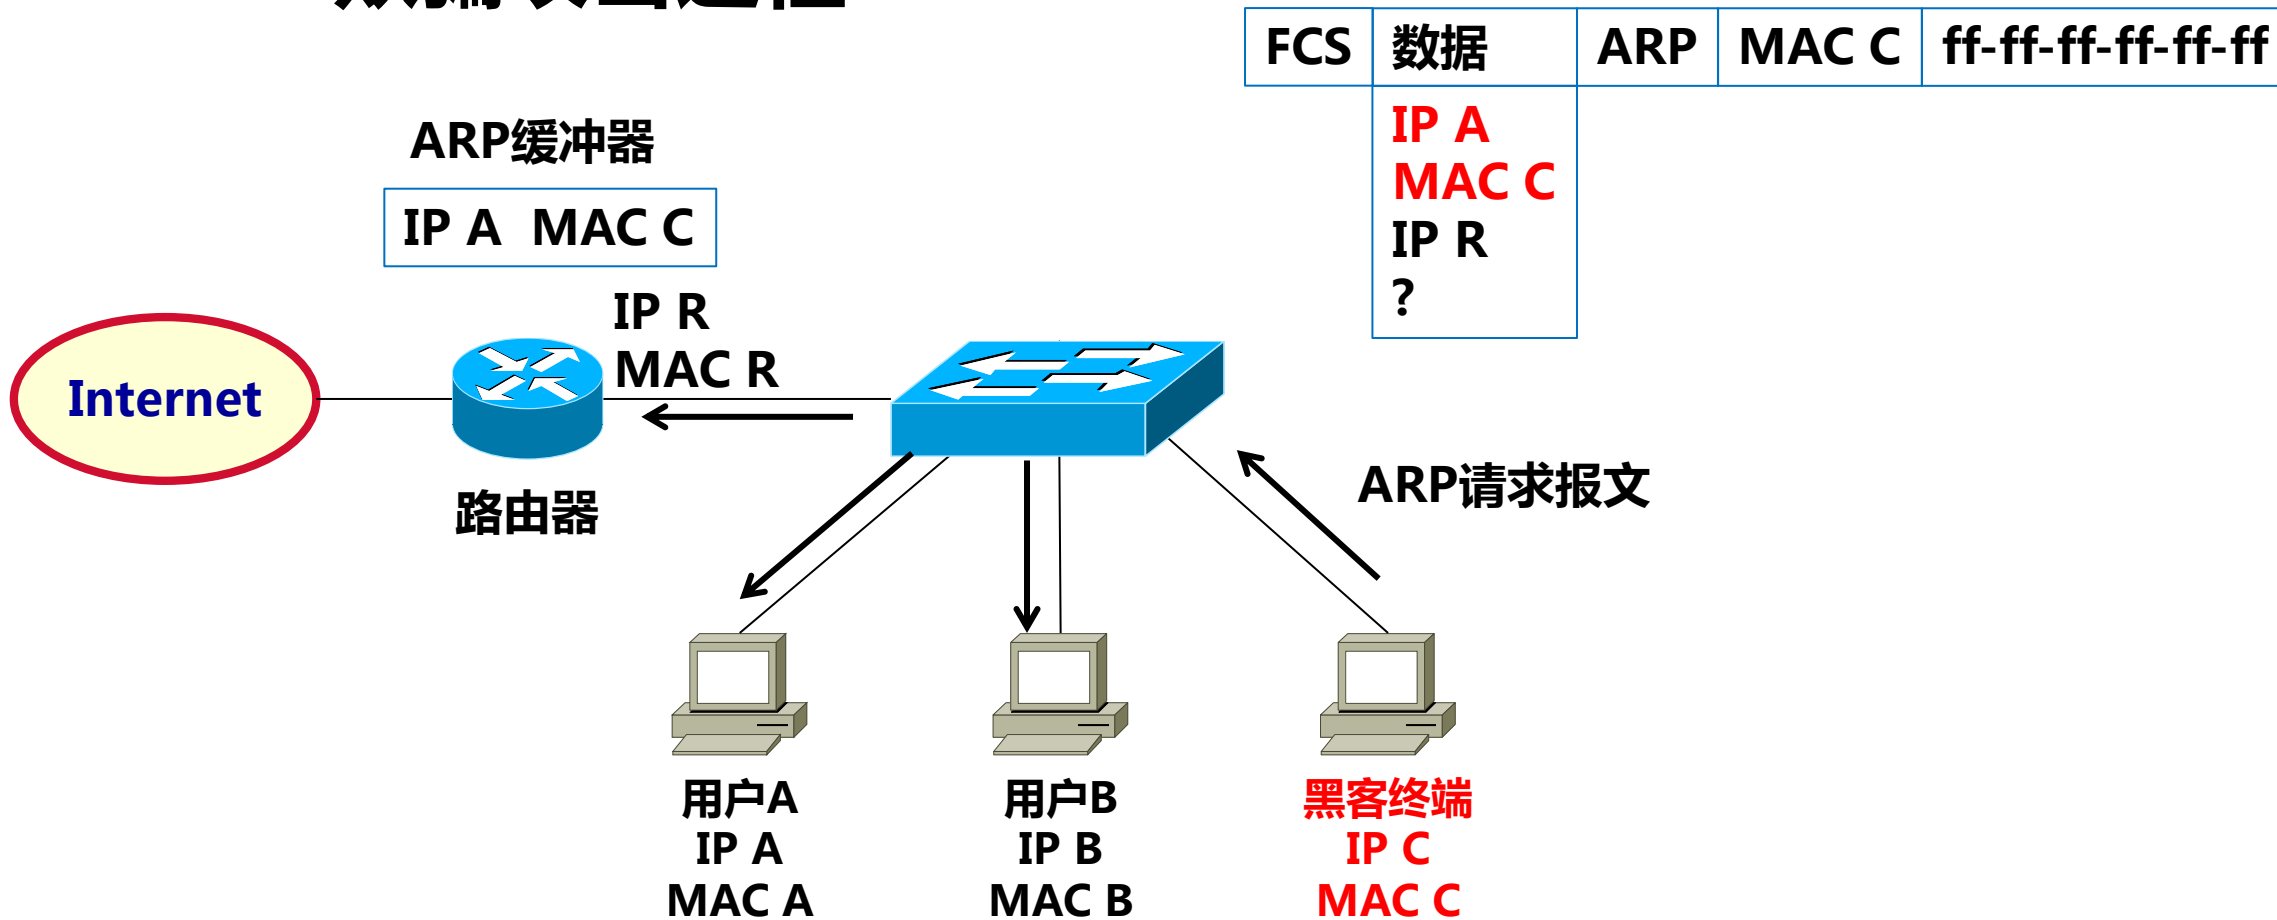 FCS 数据 ARP MAC C ff-ff-ff-ff-ff-ff
IP A
MAC C
IP R
?
ARP缓冲器
IP A MAC C
IP R
MAC R
Internet
路由器
ARP请求报文
用户A
IP A
MAC A
用户B
IP B
MAC B
黑客终端
IP C
MAC C